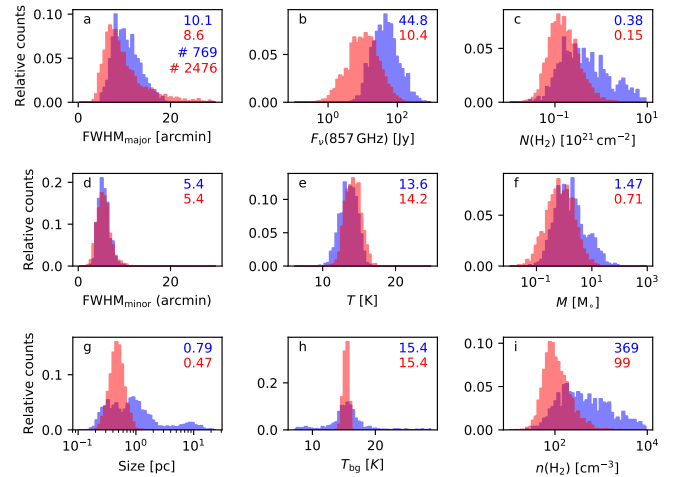 a
10.1
8.6
# 769
# 2476
0.10
0.05
0.00
Relative counts
0
20
FWHM_major [arcmin]
b
44.8
10.4
0.05
0.00
10^0
10^2
F_ν(857 GHz) [Jy]
c
0.38
0.15
0.05
0.00
10^−1
10^1
N(H_2) [10^21 cm^−2]
d
5.4
5.4
0.2
0.1
0.0
Relative counts
0
20
FWHM_minor (arcmin)
e
13.6
14.2
0.10
0.05
0.00
10
20
T [K]
f
1.47
0.71
0.05
0.00
10^−1
10^1
10^3
M [M_∘]
g
0.79
0.47
0.1
0.0
Relative counts
10^−1
10^0
10^1
Size [pc]
h
15.4
15.4
0.2
0.0
10
20
T_bg [K]
i
369
99
0.10
0.05
0.00
10^2
10^4
n(H_2) [cm^−3]